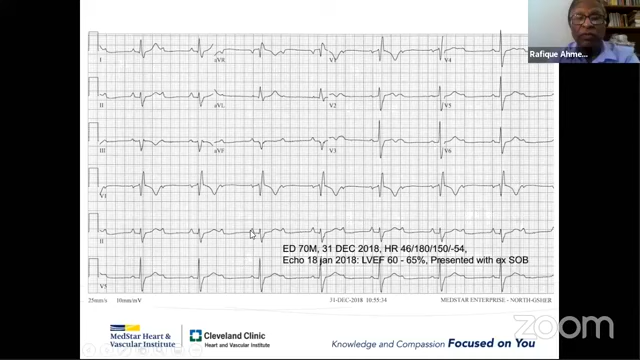 Rafique Ahme...
I aVR V1 V4
II aVL V2 V5
III aVF V3 V6
V1
II
V5
ED 70M, 31 DEC 2018, HR 46/180/150/-54,
Echo 18 jan 2018: LVEF 60 - 65%, Presented with ex SOB
25mm/s 10mm/mV 31-DEC-2018 10:55:34 MEDSTAR ENTERPRISE - NORTH-GSHER
MedStar Heart &
Vascular Institute
Cleveland Clinic
Heart and Vascular Institute
Knowledge and Compassion Focused on You
zoom